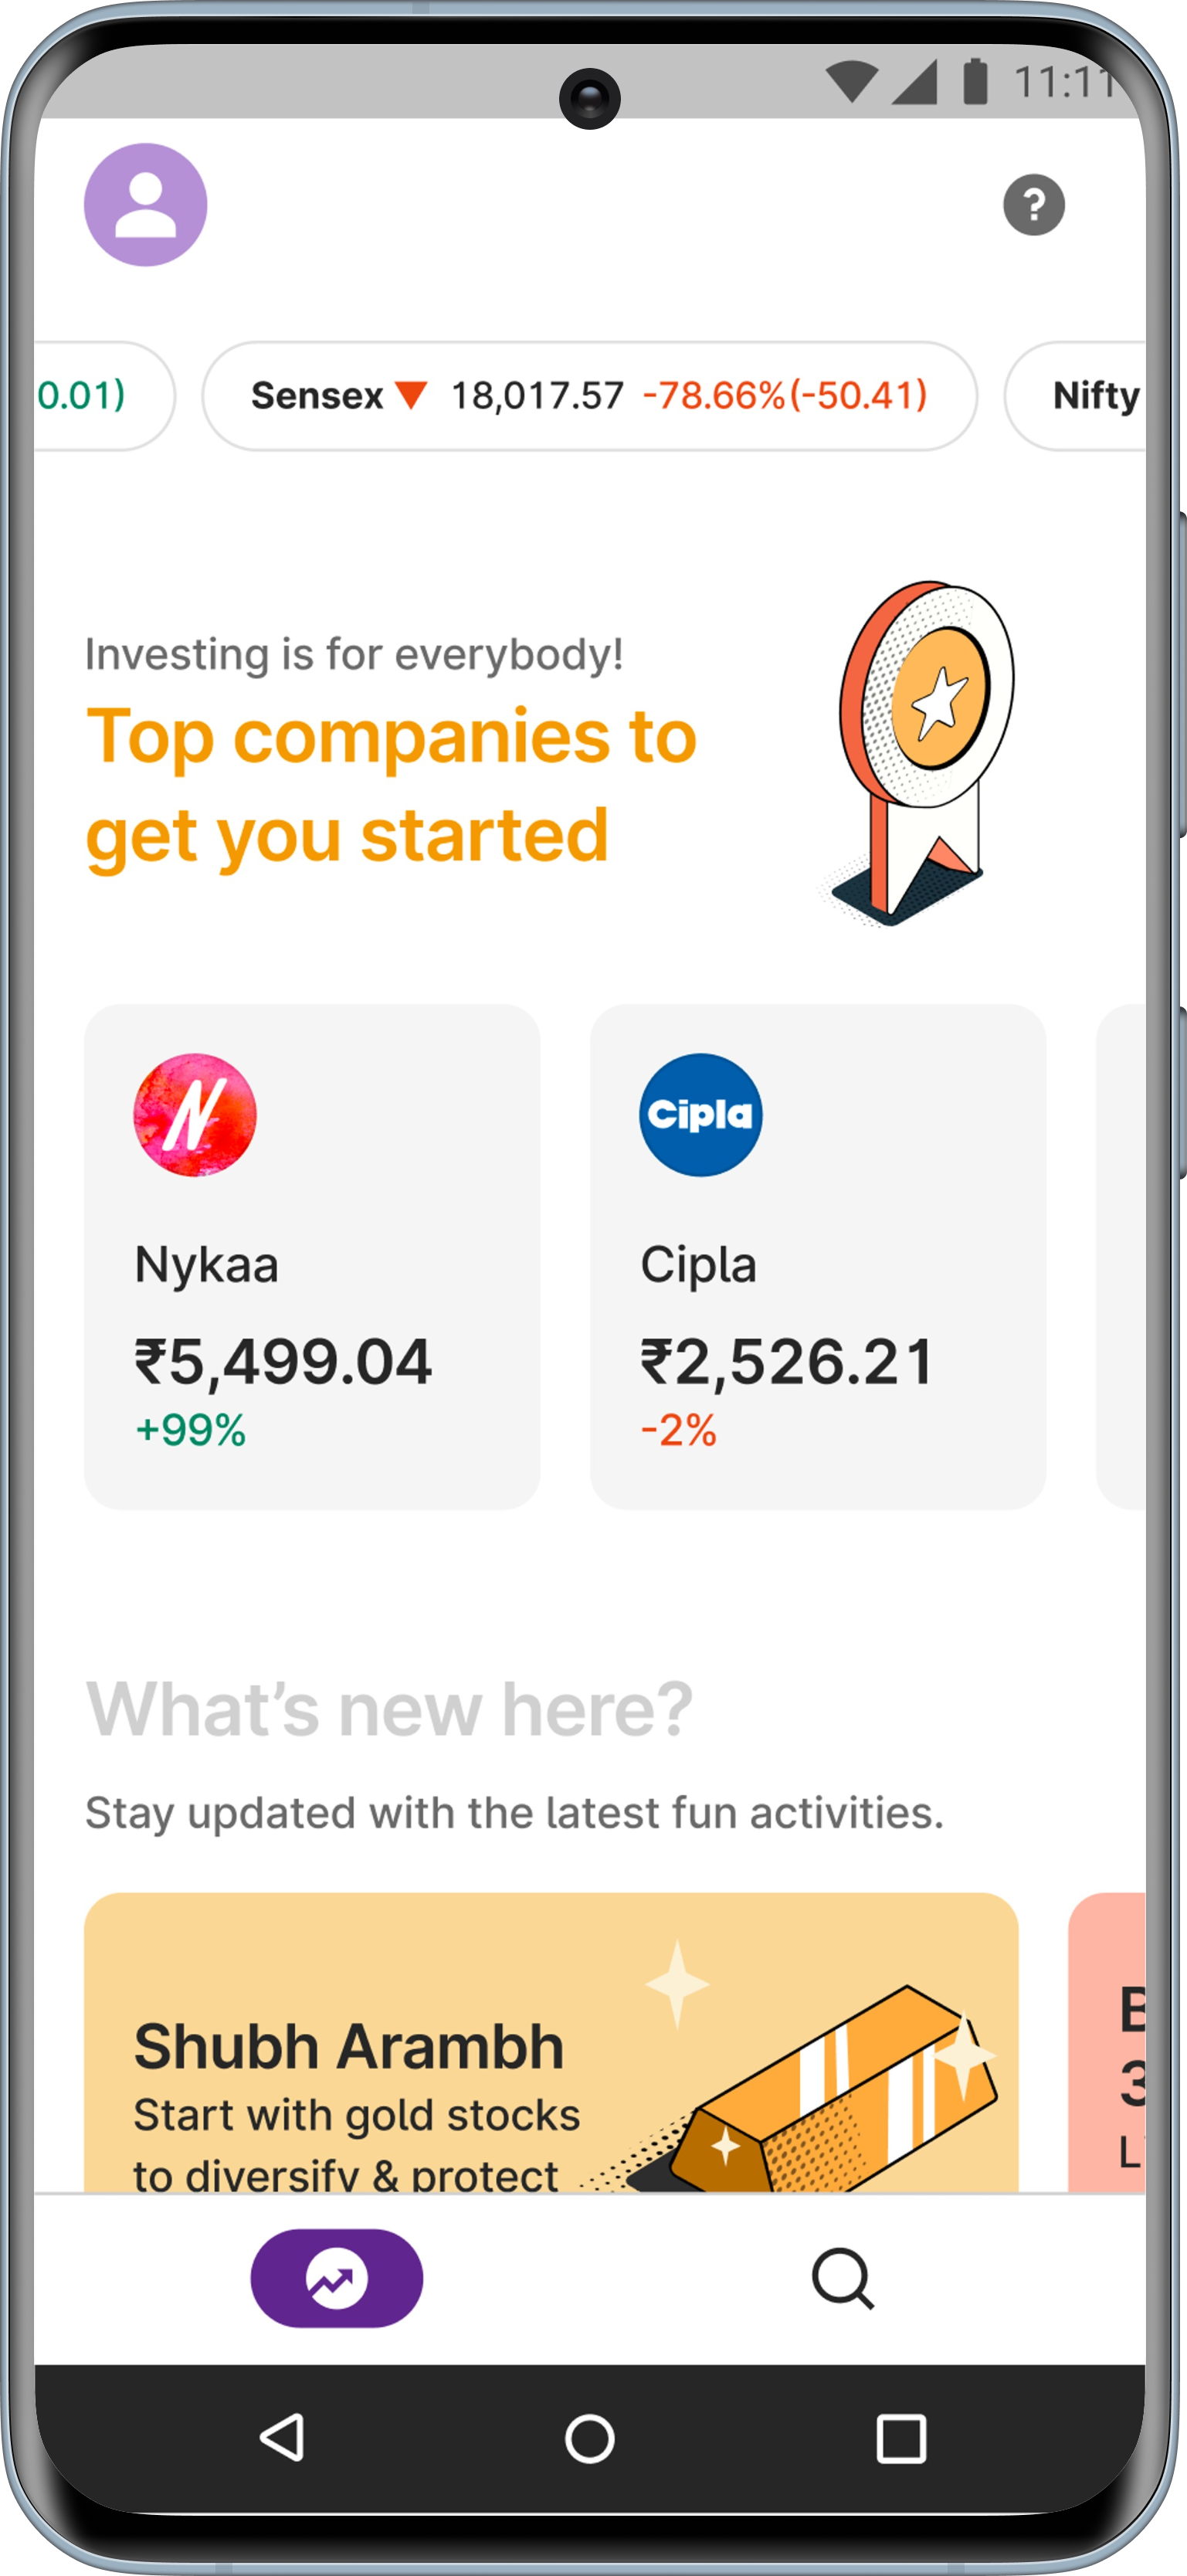 11:11
?
0.01)
Sensex ▼ 18,017.57 -78.66%(-50.41)
Nifty
Investing is for everybody!
Top companies to
get you started
N
Cipla
Nykaa
Cipla
₹5,499.04
₹2,526.21
+99%
-2%
What’s new here?
Stay updated with the latest fun activities.
Shubh Arambh
Start with gold stocks
to diversify & protect
B
3
L